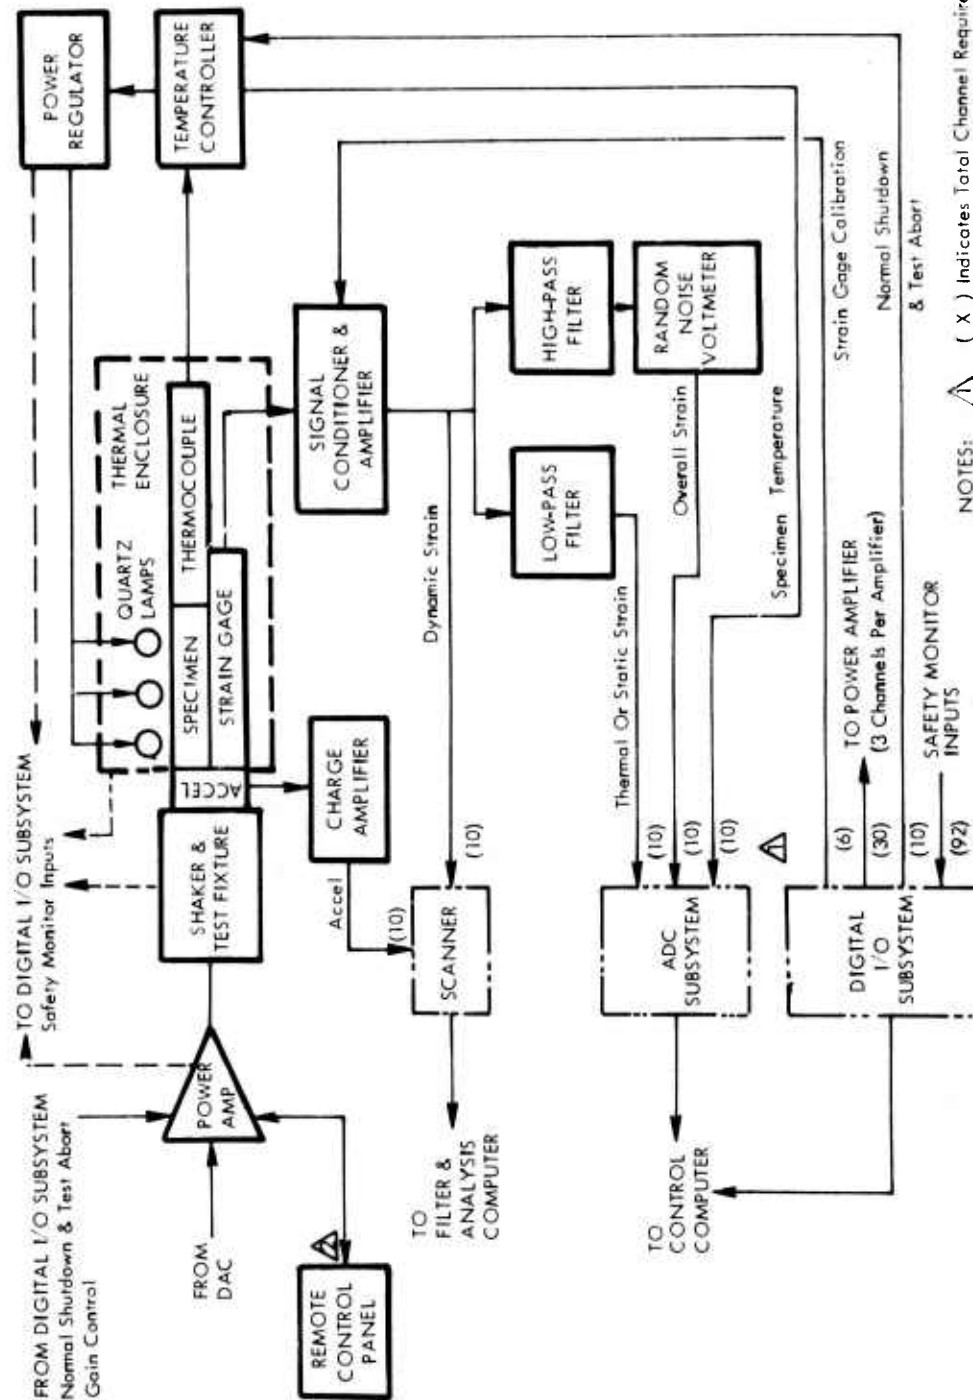 FROM DIGITAL I/O SUBSYSTEM
Normal Shutdown & Test Abort
Gain Control
TO DIGITAL I/O SUBSYSTEM
Safety Monitor Inputs
POWER
REGULATOR
QUARTZ
LAMPS
THERMAL
ENCLOSURE
FROM
DAC
POWER
AMP
SHAKER &
TEST FIXTURE
ACCEL
SPECIMEN
THERMOCOUPLE
STRAIN GAGE
TEMPERATURE
CONTROLLER
REMOTE
CONTROL
PANEL
1
Accel
CHARGE
AMPLIFIER
SIGNAL
CONDITIONER &
AMPLIFIER
(10)
Dynamic Strain
(10)
TO
FILTER &
ANALYSIS
COMPUTER
SCANNER
LOW-PASS
FILTER
HIGH-PASS
FILTER
RANDOM
NOISE
VOLTMETER
Thermal Or Static Strain
Overall Strain
Specimen Temperature
(10)
(10)
(10)
TO
CONTROL
COMPUTER
ADC
SUBSYSTEM
1
Strain Gage Calibration
(6)
TO POWER AMPLIFIER
(3 Channels Per Amplifier)
(30)
Normal Shutdown
& Test Abort
(10)
SAFETY MONITOR
INPUTS
(92)
DIGITAL
I/O
SUBSYSTEM
NOTES: 1 ( X ) Indicates Total Channel